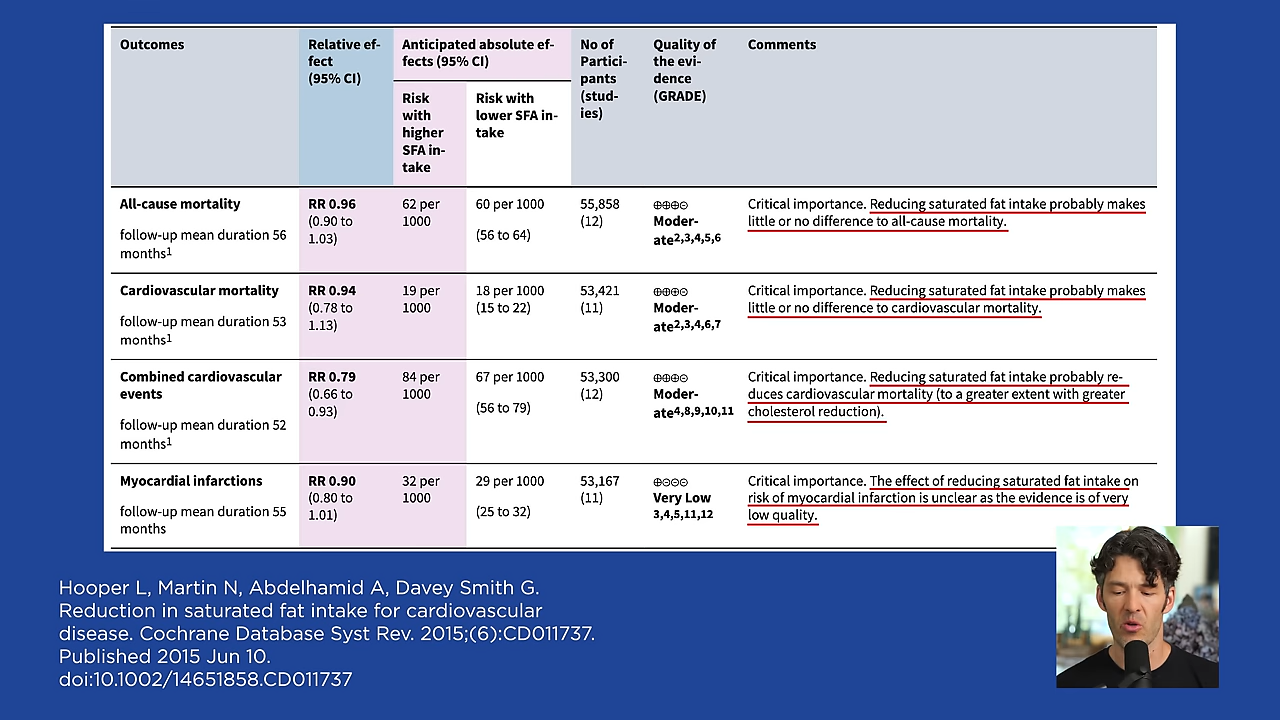 Outcomes
Relative ef-
fect
(95% CI)
Anticipated absolute ef-
fects (95% CI)
Risk
with
higher
SFA in-
take
Risk with
lower SFA in-
take
No of
Partici-
pants
(stud-
ies)
Quality of
the evi-
dence
(GRADE)
Comments
All-cause mortality
follow-up mean duration 56
months1
RR 0.96
(0.90 to
1.03)
62 per
1000
60 per 1000
(56 to 64)
55,858
(12)
⊕⊕⊕⊝
Moder-
ate2,3,4,5,6
Critical importance. Reducing saturated fat intake probably makes
little or no difference to all-cause mortality.
Cardiovascular mortality
follow-up mean duration 53
months1
RR 0.94
(0.78 to
1.13)
19 per
1000
18 per 1000
(15 to 22)
53,421
(11)
⊕⊕⊕⊝
Moder-
ate2,3,4,6,7
Critical importance. Reducing saturated fat intake probably makes
little or no difference to cardiovascular mortality.
Combined cardiovascular
events
follow-up mean duration 52
months1
RR 0.79
(0.66 to
0.93)
84 per
1000
67 per 1000
(56 to 79)
53,300
(12)
⊕⊕⊕⊝
Moder-
ate4,8,9,10,11
Critical importance. Reducing saturated fat intake probably re-
duces cardiovascular mortality (to a greater extent with greater
cholesterol reduction).
Myocardial infarctions
follow-up mean duration 55
months
RR 0.90
(0.80 to
1.01)
32 per
1000
29 per 1000
(25 to 32)
53,167
(11)
⊕⊝⊝⊝
Very Low
3,4,5,11,12
Critical importance. The effect of reducing saturated fat intake on
risk of myocardial infarction is unclear as the evidence is of very
low quality.
Hooper L, Martin N, Abdelhamid A, Davey Smith G.
Reduction in saturated fat intake for cardiovascular
disease. Cochrane Database Syst Rev. 2015;(6):CD011737.
Published 2015 Jun 10.
doi:10.1002/14651858.CD011737